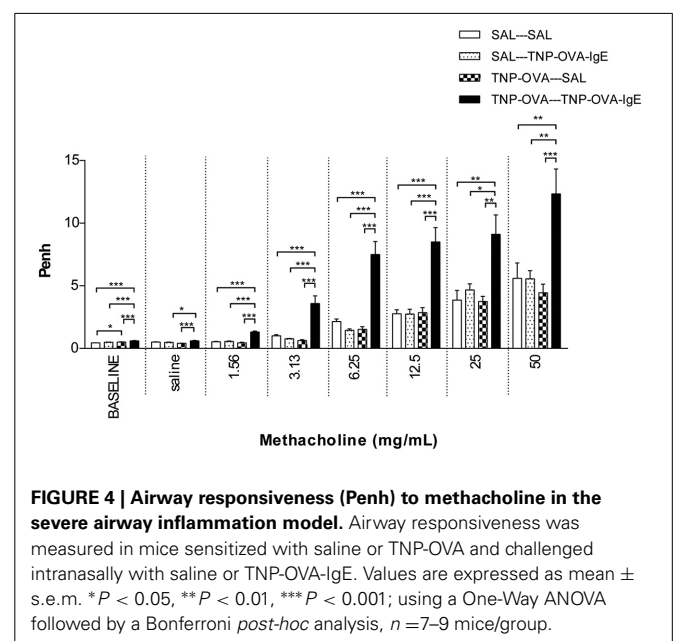 SAL---SAL
SAL---TNP-OVA-IgE
TNP-OVA---SAL
TNP-OVA---TNP-OVA-IgE
** ** ***
15
10
5
0
Penh
*** *** *** *
* ***
*** *** ***
*** *** ***
*** *** ***
*** *** ***
** * **
BASELINE
saline
1.56
3.13
6.25
12.5
25
50
Methacholine (mg/mL)
FIGURE 4 | Airway responsiveness (Penh) to methacholine in the
severe airway inflammation model. Airway responsiveness was
measured in mice sensitized with saline or TNP-OVA and challenged
intranasally with saline or TNP-OVA-IgE. Values are expressed as mean ±
s.e.m. *P < 0.05, **P < 0.01, ***P < 0.001; using a One-Way ANOVA
followed by a Bonferroni post-hoc analysis, n =7–9 mice/group.